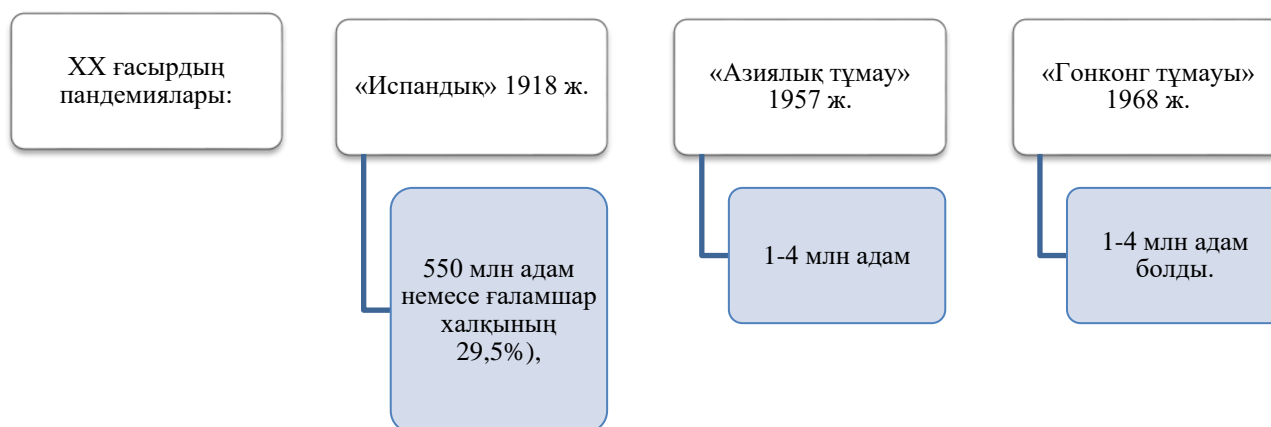 XX ғасырдың
пандемиялары:
«Испандық» 1918 ж.
550 млн адам
немесе ғаламшар
халқының
29,5%),
«Азиялық тұмау»
1957 ж.
1-4 млн адам
«Гонконг тұмауы»
1968 ж.
1-4 млн адам
болды.